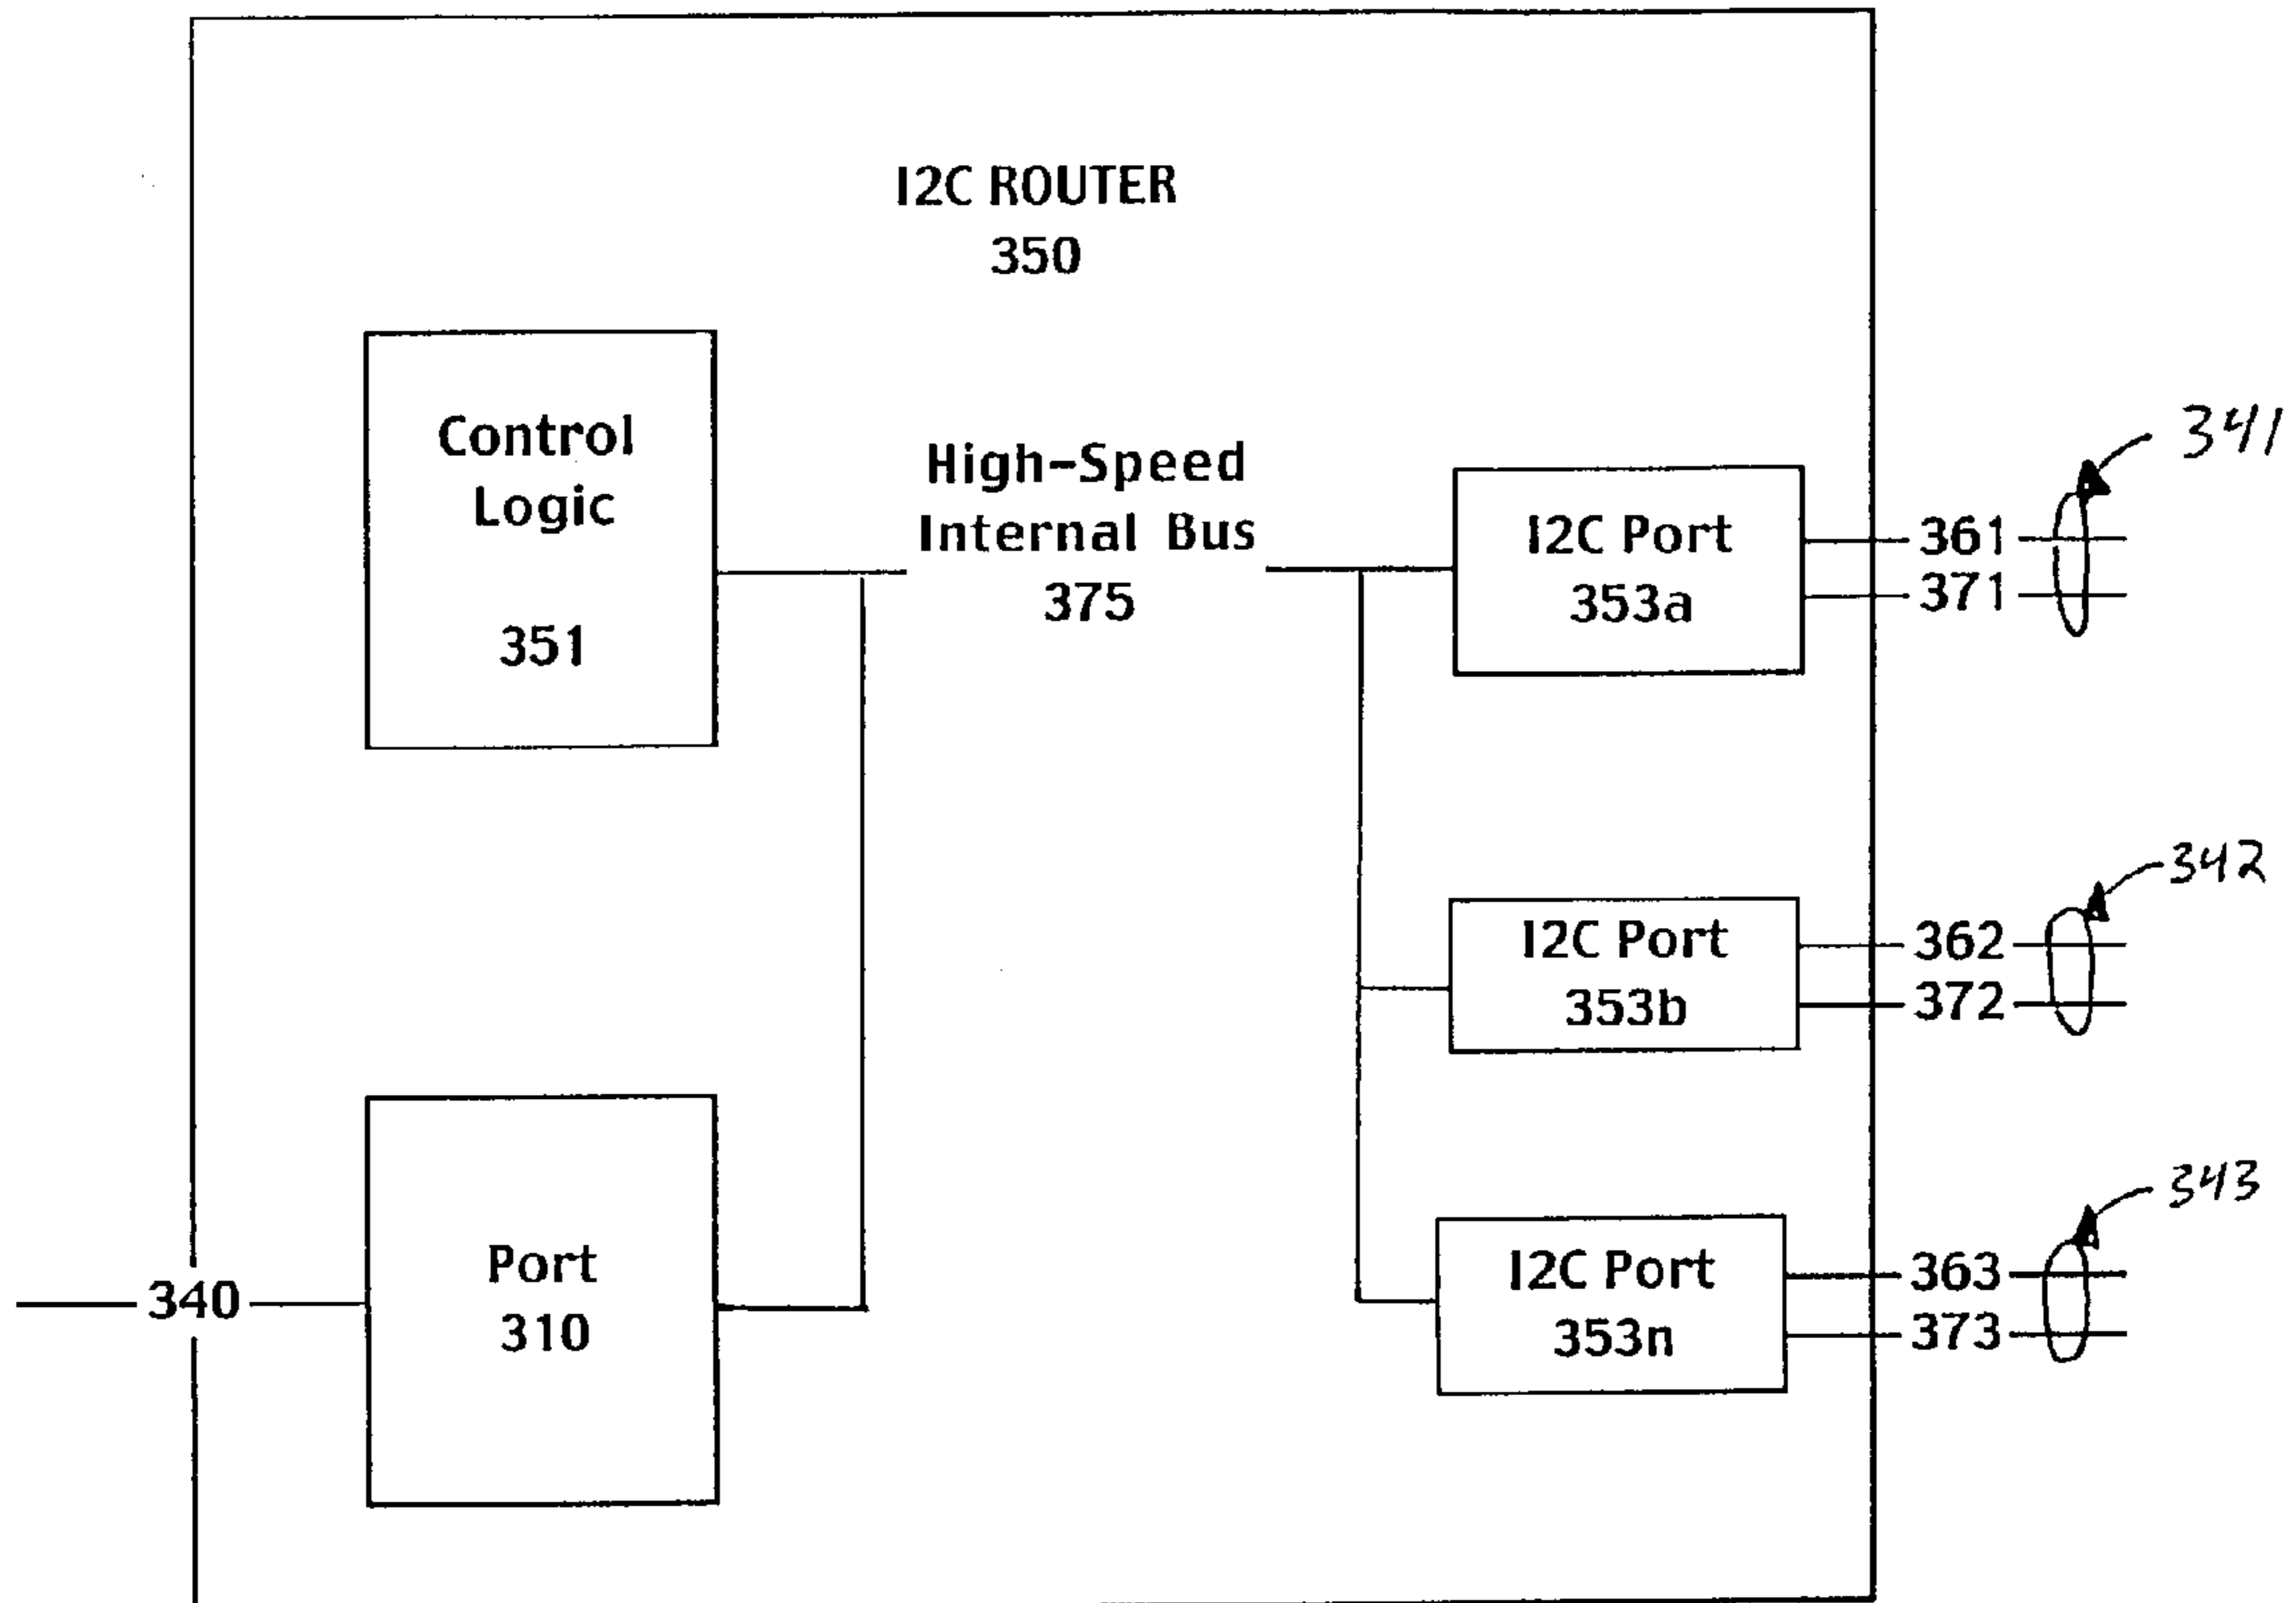 I2C ROUTER
350
Control
Logic
351
High-Speed
Internal Bus
375
I2C Port
353a
361
371
341
I2C Port
353b
362
372
342
Port
310
340
I2C Port
353n
363
373
343